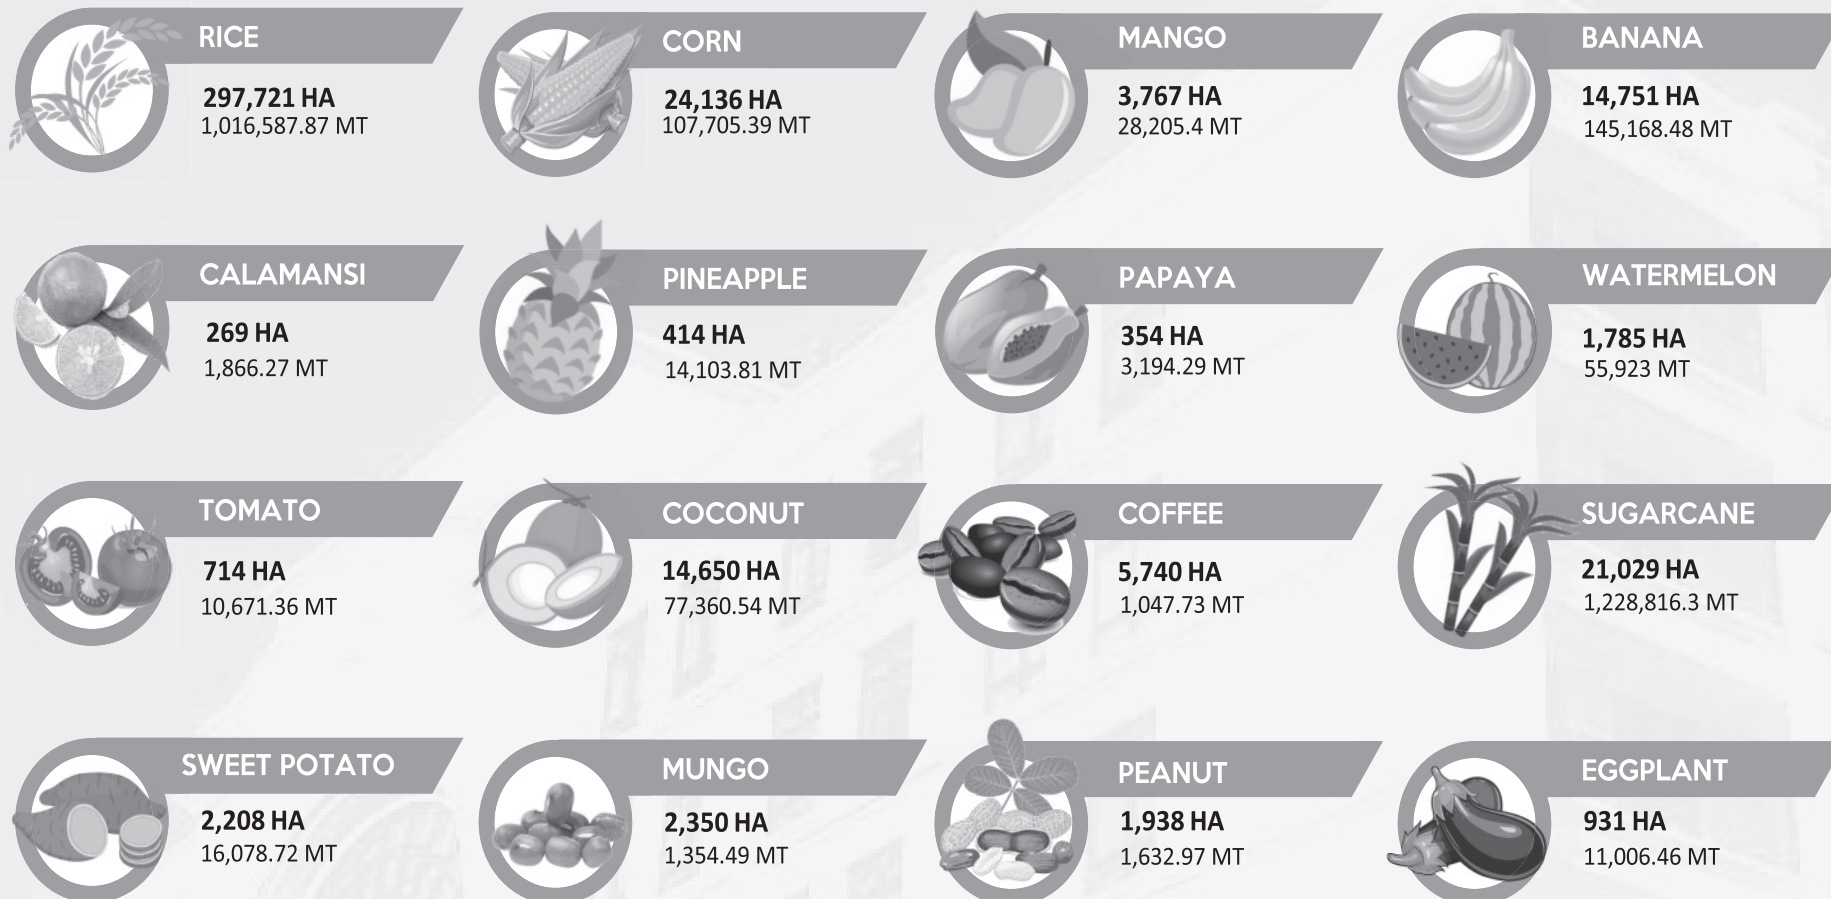 RICE
297,721 HA
1,016,587.87 MT
CORN
24,136 HA
107,705.39 MT
MANGO
3,767 HA
28,205.4 MT
BANANA
14,751 HA
145,168.48 MT
CALAMANSI
269 HA
1,866.27 MT
PINEAPPLE
414 HA
14,103.81 MT
PAPAYA
354 HA
3,194.29 MT
WATERMELON
1,785 HA
55,923 MT
TOMATO
714 HA
10,671.36 MT
COCONUT
14,650 HA
77,360.54 MT
COFFEE
5,740 HA
1,047.73 MT
SUGARCANE
21,029 HA
1,228,816.3 MT
SWEET POTATO
2,208 HA
16,078.72 MT
MUNGO
2,350 HA
1,354.49 MT
PEANUT
1,938 HA
1,632.97 MT
EGGPLANT
931 HA
11,006.46 MT